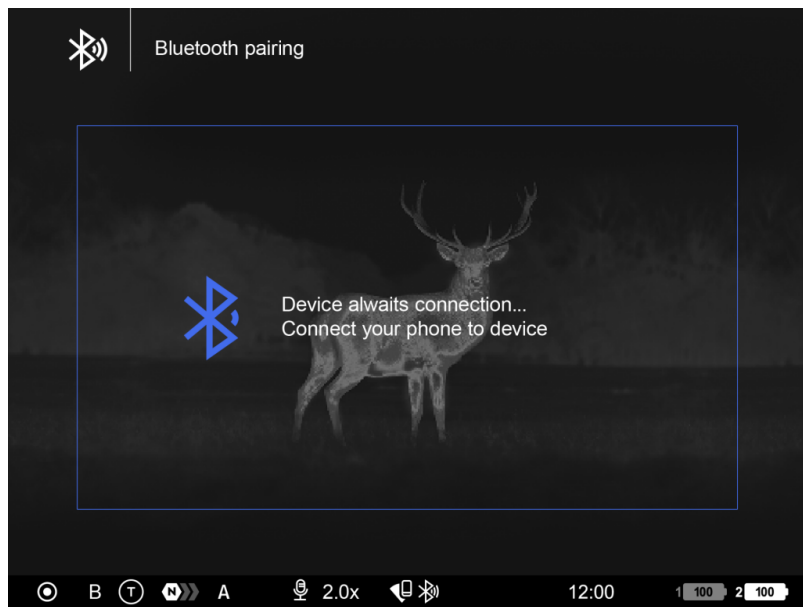 Bluetooth pairing
Device alwaits connection...
Connect your phone to device
B T N A 2.0x 12:00 1 100 2 100